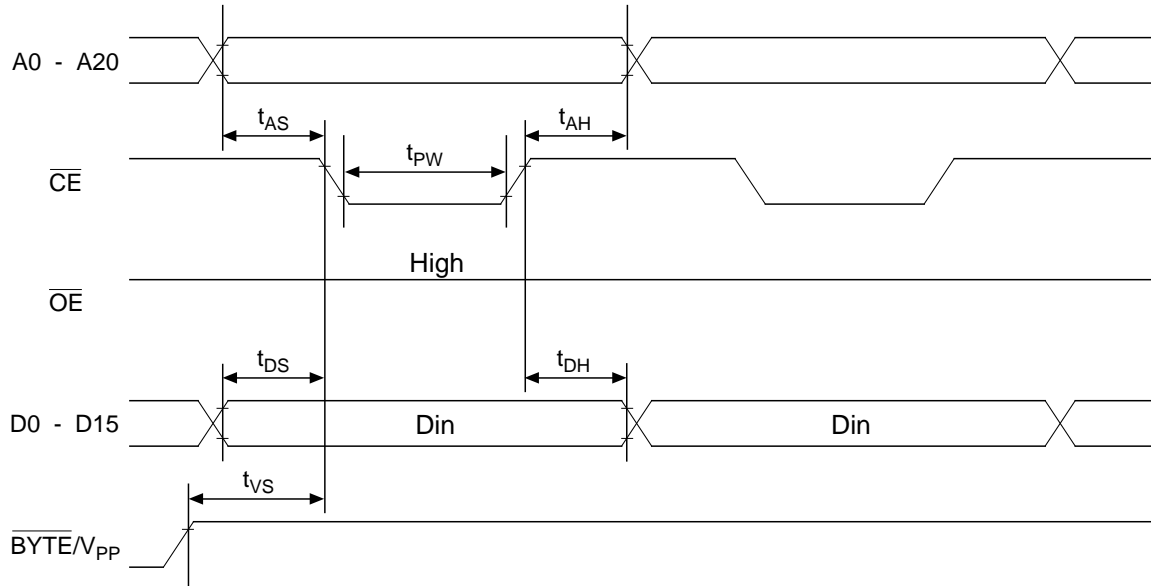 A0 - A20
tAS
tAH
tPW
CE
High
OE
tDS
tDH
D0 - D15
Din
Din
tVS
BYTE/VPP